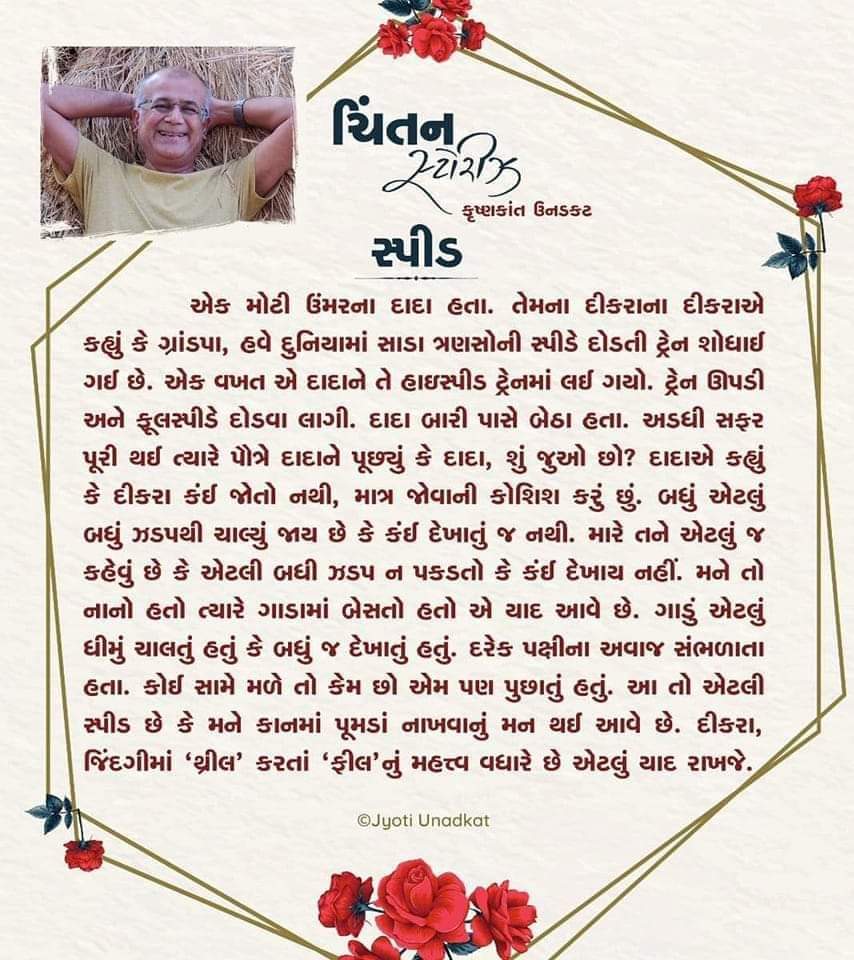 ચિંતન
સ્ટોરીઝ
કૃષ્ણકાંત ઉનડકટ
સ્પીડ
એક મોટી ઉંમરના દાદા હતા. તેમના દીકરાના દીકરાએ
કહ્યું કે ગ્રાંડપા, હવે દુનિયામાં સાડા ત્રણસોની સ્પીડે દોડતી ટ્રેન શોધાઈ
ગઈ છે. એક વખત એ દાદાને તે હાઇસ્પીડ ટ્રેનમાં લઈ ગયો. ટ્રેન ઊપડી
અને ફૂલસ્પીડે દોડવા લાગી. દાદા બારી પાસે બેઠા હતા. અડધી સફર
પૂરી થઈ ત્યારે પૌત્રે દાદાને પૂછ્યું કે દાદા, શું જુઓ છો? દાદાએ કહ્યું
કે દીકરા કંઈ જોતો નથી, માત્ર જોવાની કોશિશ કરું છું. બધું એટલું
બધું ઝડપથી ચાલ્યું જાય છે કે કંઈ દેખાતું જ નથી. મારે તને એટલું જ
કહેવું છે કે એટલી બધી ઝડપ ન પકડતો કે કંઈ દેખાય નહીં. મને તો
નાનો હતો ત્યારે ગાડામાં બેસતો હતો એ યાદ આવે છે. ગાડું એટલું
ધીમું ચાલતું હતું કે બધું જ દેખાતું હતું. દરેક પક્ષીના અવાજ સંભળાતા
હતા. કોઈ સામે મળે તો કેમ છો એમ પણ પુછાતું હતું. આ તો એટલી
સ્પીડ છે કે મને કાનમાં પૂમડાં નાખવાનું મન થઈ આવે છે. દીકરા,
જિંદગીમાં ‘થ્રીલ’ કરતાં ‘ફીલ’નું મહત્ત્વ વધારે છે એટલું યાદ રાખજે.
©Jyoti Unadkat